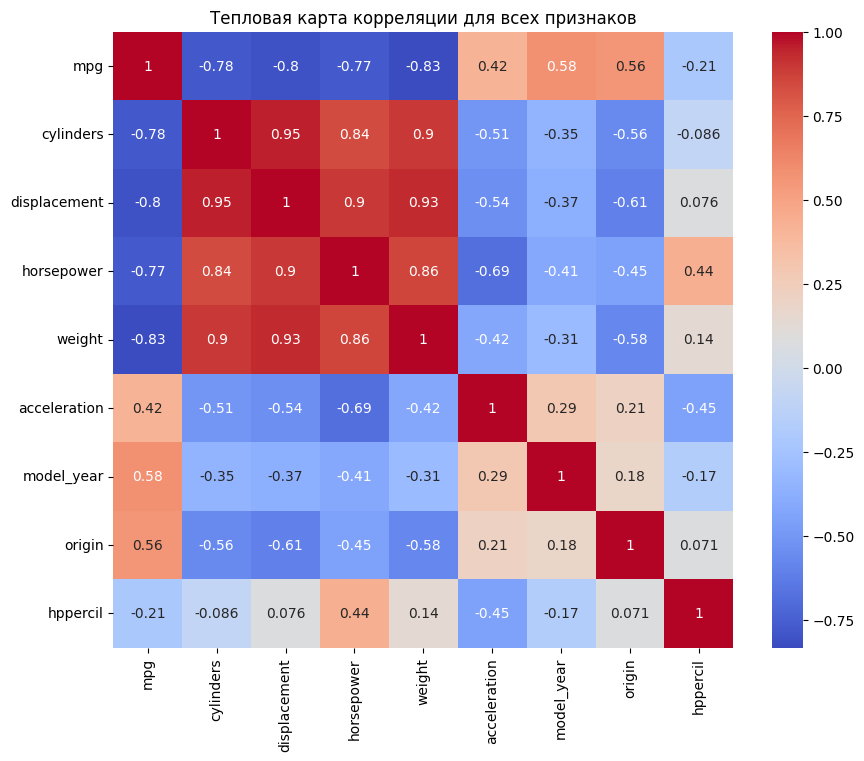 Тепловая карта корреляции для всех признаков
mpg 1 -0.78 -0.8 -0.77 -0.83 0.42 0.58 0.56 -0.21
cylinders -0.78 1 0.95 0.84 0.9 -0.51 -0.35 -0.56 -0.086
displacement -0.8 0.95 1 0.9 0.93 -0.54 -0.37 -0.61 0.076
horsepower -0.77 0.84 0.9 1 0.86 -0.69 -0.41 -0.45 0.44
weight -0.83 0.9 0.93 0.86 1 -0.42 -0.31 -0.58 0.14
acceleration 0.42 -0.51 -0.54 -0.69 -0.42 1 0.29 0.21 -0.45
model_year 0.58 -0.35 -0.37 -0.41 -0.31 0.29 1 0.18 -0.17
origin 0.56 -0.56 -0.61 -0.45 -0.58 0.21 0.18 1 0.071
hppercil -0.21 -0.086 0.076 0.44 0.14 -0.45 -0.17 0.071 1
mpg cylinders displacement horsepower weight acceleration model_year origin hppercil
1.00
0.75
0.50
0.25
0.00
−0.25
−0.50
−0.75